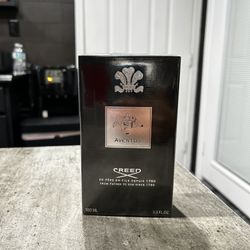 AVENTUS
CREED
DE PÈRE EN FILS DEPUIS 1760
FROM FATHER TO SON SINCE 1760
100 ML 3.3 FL.OZ